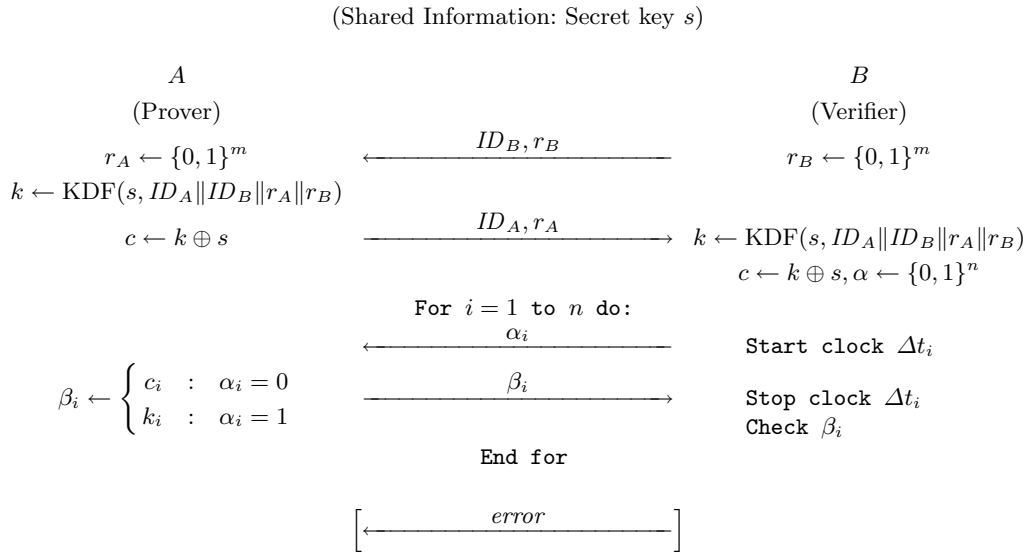 (Shared Information: Secret key s)
A B
(Prover) (Verifier)
r_A ← {0, 1}^m ID_B, r_B r_B ← {0, 1}^m
k ← KDF(s, ID_A‖ID_B‖r_A‖r_B)
c ← k ⊕ s ID_A, r_A k ← KDF(s, ID_A‖ID_B‖r_A‖r_B)
c ← k ⊕ s, α ← {0, 1}^n
For i = 1 to n do:
α_i Start clock Δt_i
β_i ← { c_i : α_i = 0
k_i : α_i = 1
β_i Stop clock Δt_i
Check β_i
End for
[ error ]